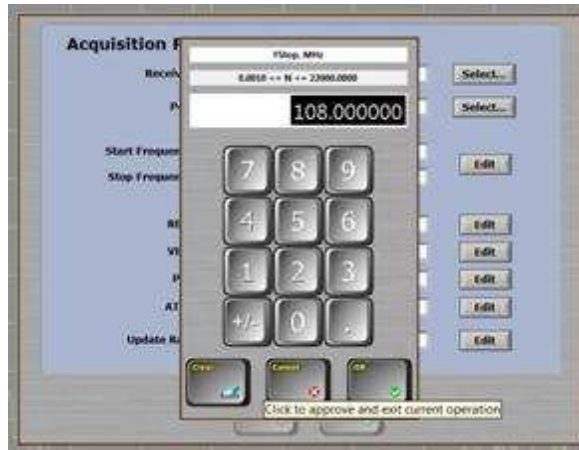 Acquisition P
FStop, MHz
0.0010 <= N <= 22000.0000
108.000000
Select...
Select...
Start Frequen
Edit
Stop Frequen
7 8 9
4 5 6
1 2 3
+/- 0 .
Edit
Edit
Edit
Edit
Update Ra
Edit
Clear
Cancel
OK
Click to approve and exit current operation